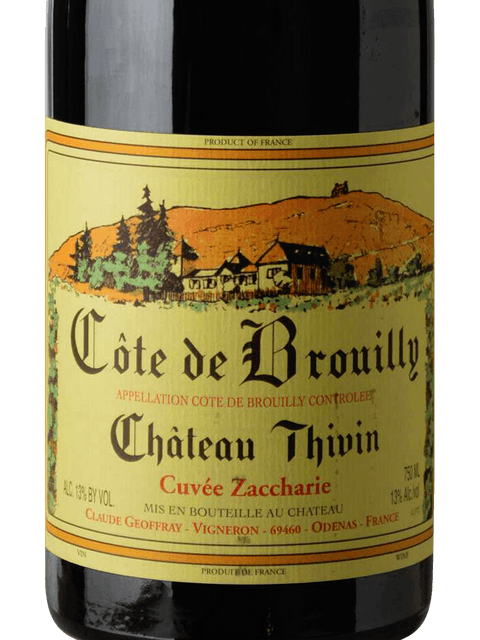 PRODUCT OF FRANCE
Côte de Brouilly
APPELLATION COTE DE BROUILLY CONTROLEE
Château Thivin
Cuvée Zaccharie
ALC. 13% BY VOL.
750 ML
13% Alc./vol
MIS EN BOUTEILLE AU CHATEAU
CLAUDE GEOFFRAY - VIGNERON - 69460 - ODENAS - FRANCE
VIN
WINE
PRODUIT DE FRANCE